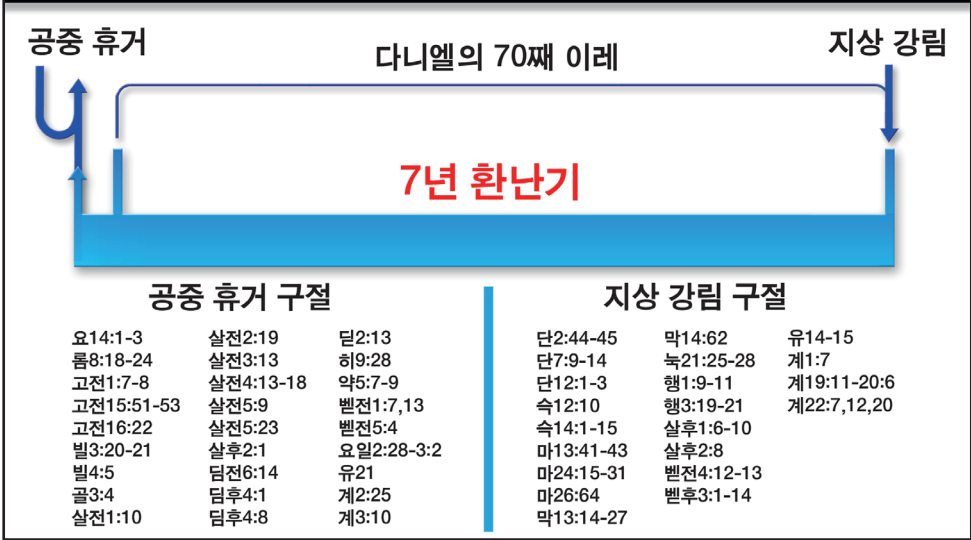 공중 휴거
다니엘의 70째 이레
지상 강림
7년 환난기
공중 휴거 구절
요14:1-3
롬8:18-24
고전1:7-8
고전15:51-53
고전16:22
빌3:20-21
빌4:5
골3:4
살전1:10
살전2:19
살전3:13
살전4:13-18
살전5:9
살전5:23
살후2:1
딤전6:14
딤후4:1
딤후4:8
딛2:13
히9:28
약5:7-9
벧전1:7,13
벧전5:4
요일2:28-3:2
유21
계2:25
계3:10
지상 강림 구절
단2:44-45
단7:9-14
단12:1-3
슥12:10
슥14:1-15
마13:41-43
마24:15-31
마26:64
막13:14-27
막14:62
눅21:25-28
행1:9-11
행3:19-21
살후1:6-10
살후2:8
벧전4:12-13
벧후3:1-14
유14-15
계1:7
계19:11-20:6
계22:7,12,20